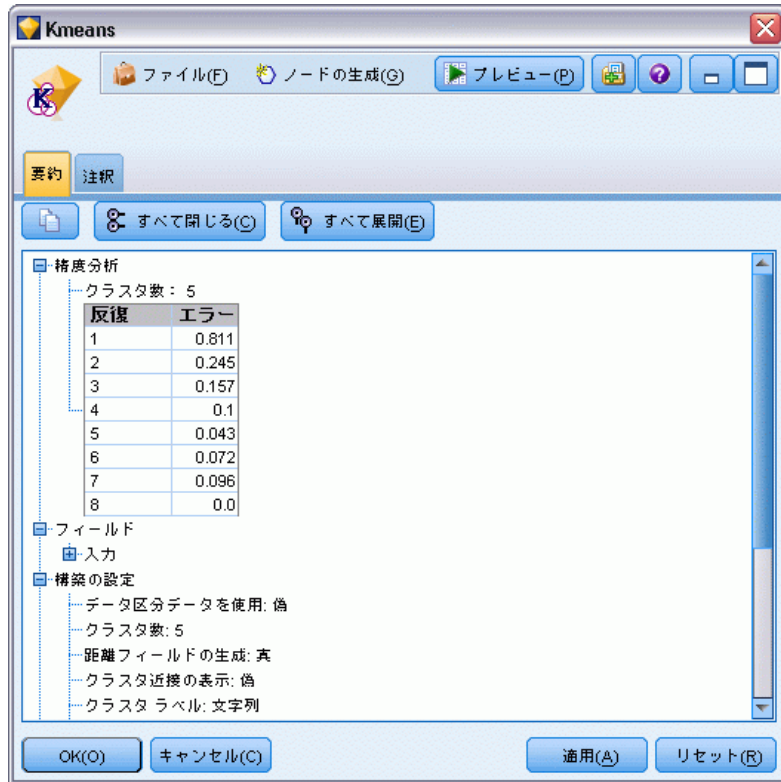 Kmeans
ファイル(F) ノードの生成(G) プレビュー(P)
要約 注釈
すべて閉じる(C) すべて展開(E)
精度分析
クラスタ数: 5
反復 エラー
1 0.811
2 0.245
3 0.157
4 0.1
5 0.043
6 0.072
7 0.096
8 0.0
フィールド
入力
構築の設定
データ区分データを使用: 偽
クラスタ数: 5
距離フィールドの生成: 真
クラスタ近接の表示: 偽
クラスタ ラベル: 文字列
OK(O) キャンセル(C) 適用(A) リセット(R)